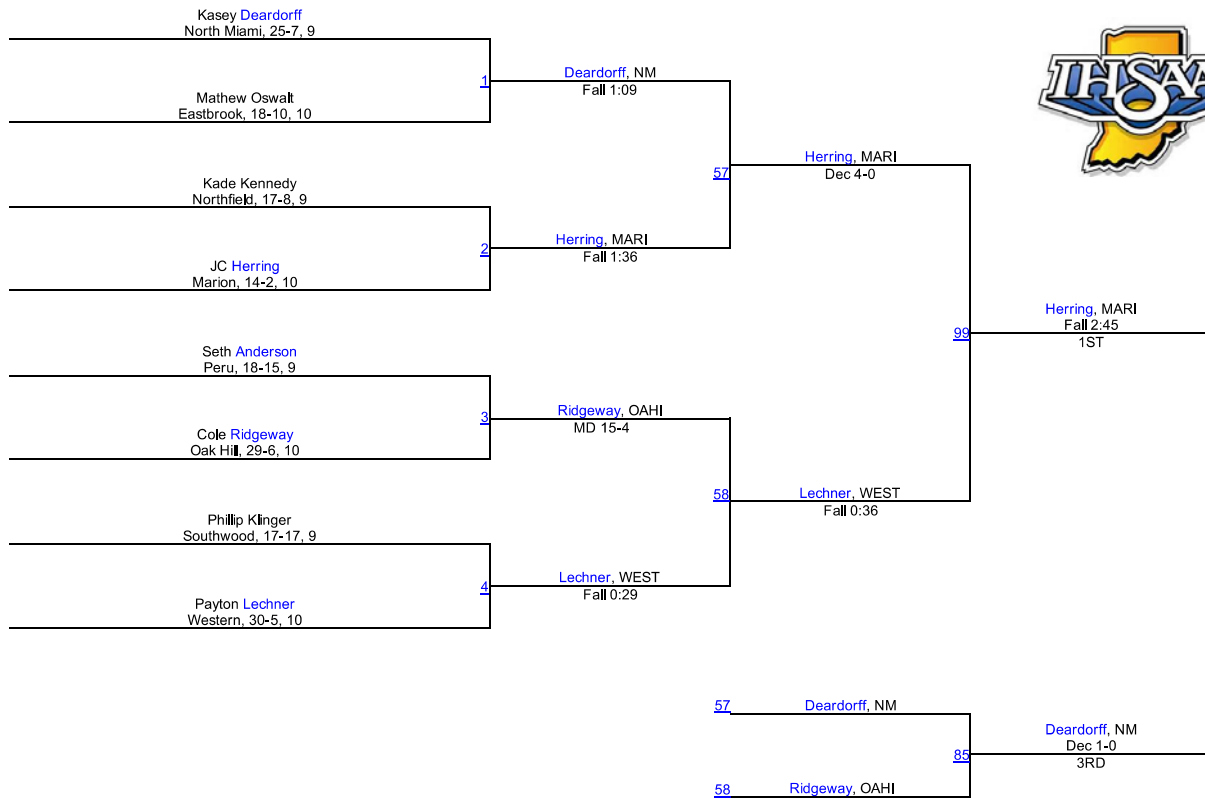 Kasey Deardorff
North Miami, 25-7, 9
1
Deardorff, NM
Fall 1:09
Mathew Oswalt
Eastbrook, 18-10, 10
57
Herring, MARI
Dec 4-0
Kade Kennedy
Northfield, 17-8, 9
2
Herring, MARI
Fall 1:36
JC Herring
Marion, 14-2, 10
99
Herring, MARI
Fall 2:45
1ST
Seth Anderson
Peru, 18-15, 9
3
Ridgeway, OAHI
MD 15-4
Cole Ridgeway
Oak Hill, 29-6, 10
58
Lechner, WEST
Fall 0:36
Phillip Klinger
Southwood, 17-17, 9
4
Lechner, WEST
Fall 0:29
Payton Lechner
Western, 30-5, 10
57
Deardorff, NM
85
Deardorff, NM
Dec 1-0
3RD
58
Ridgeway, OAHI
IHSAA